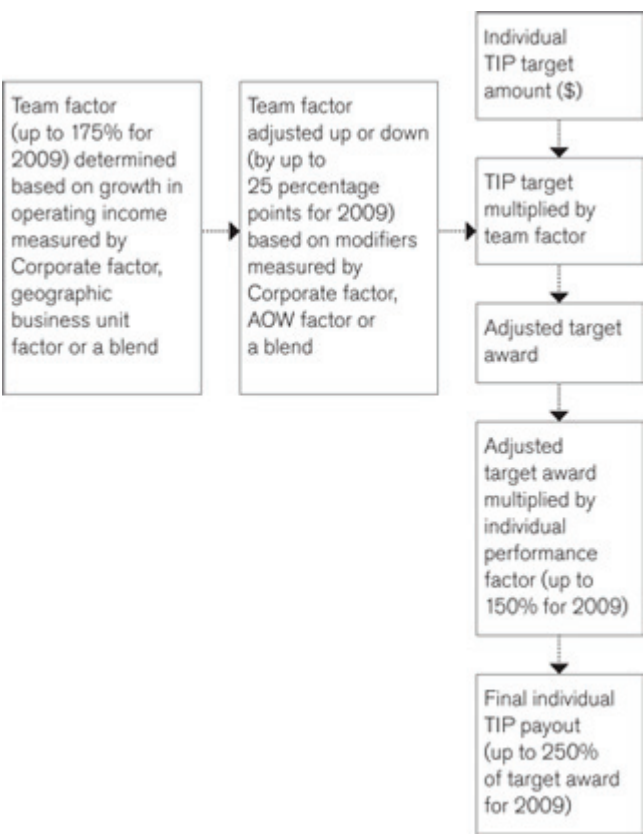 Team factor
(up to 175% for
2009) determined
based on growth in
operating income
measured by
Corporate factor,
geographic
business unit
factor or a blend
Team factor
adjusted up or down
(by up to
25 percentage
points for 2009)
based on modifiers
measured by
Corporate factor,
AOW factor or
a blend
Individual
TIP target
amount ($)
TIP target
multiplied by
team factor
Adjusted target
award
Adjusted
target award
multiplied by
individual
performance
factor (up to
150% for 2009)
Final individual
TIP payout
(up to 250%
of target award
for 2009)